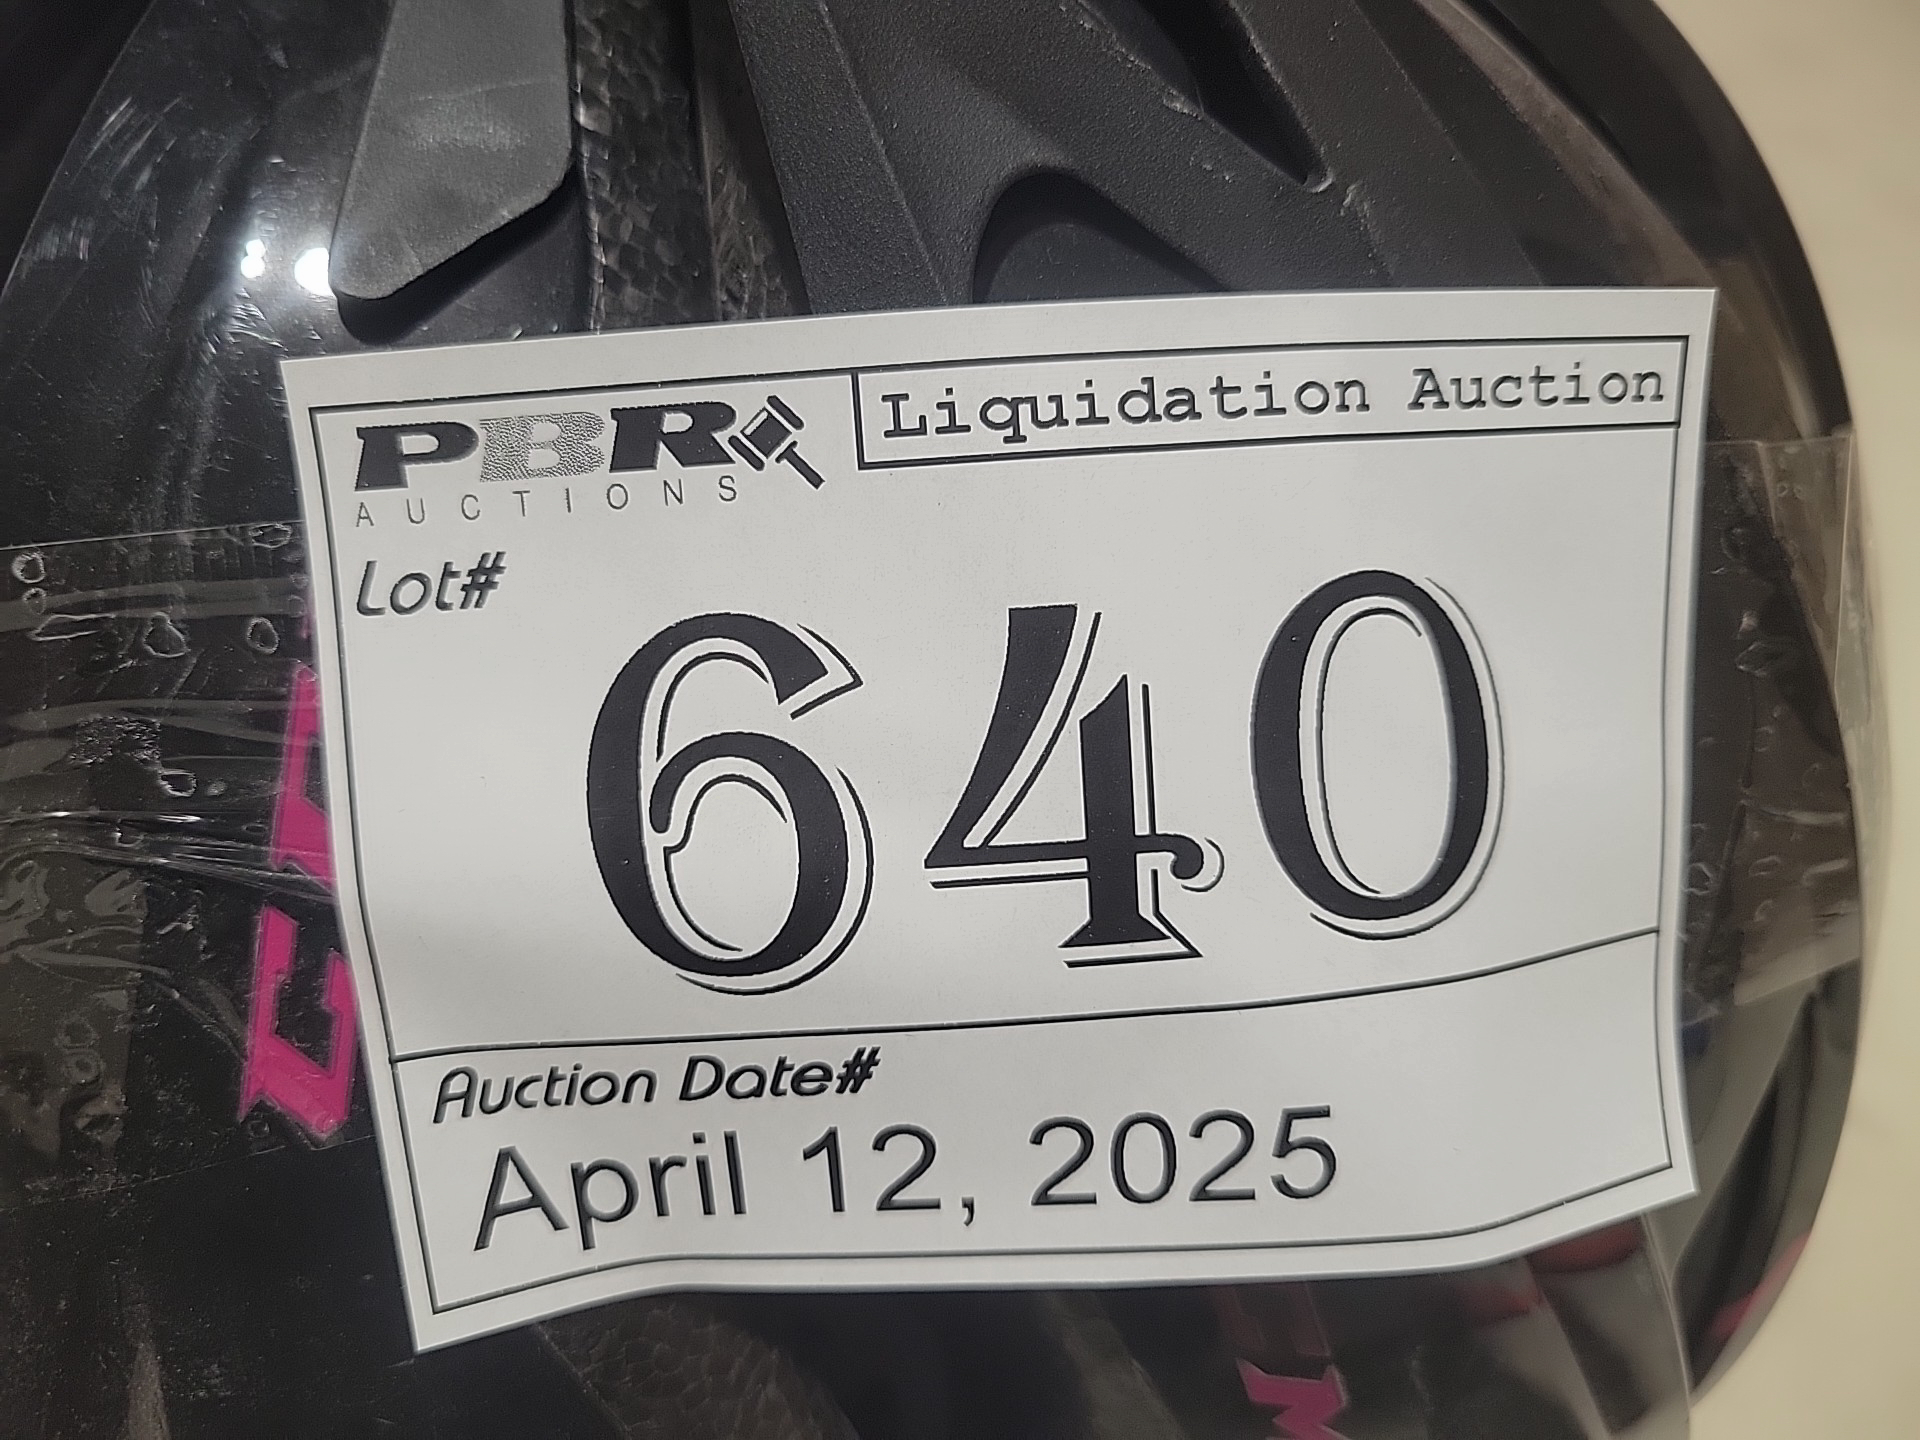 PBR
AUCTIONS
Liquidation Auction
Lot#
640
Auction Date#
April 12, 2025